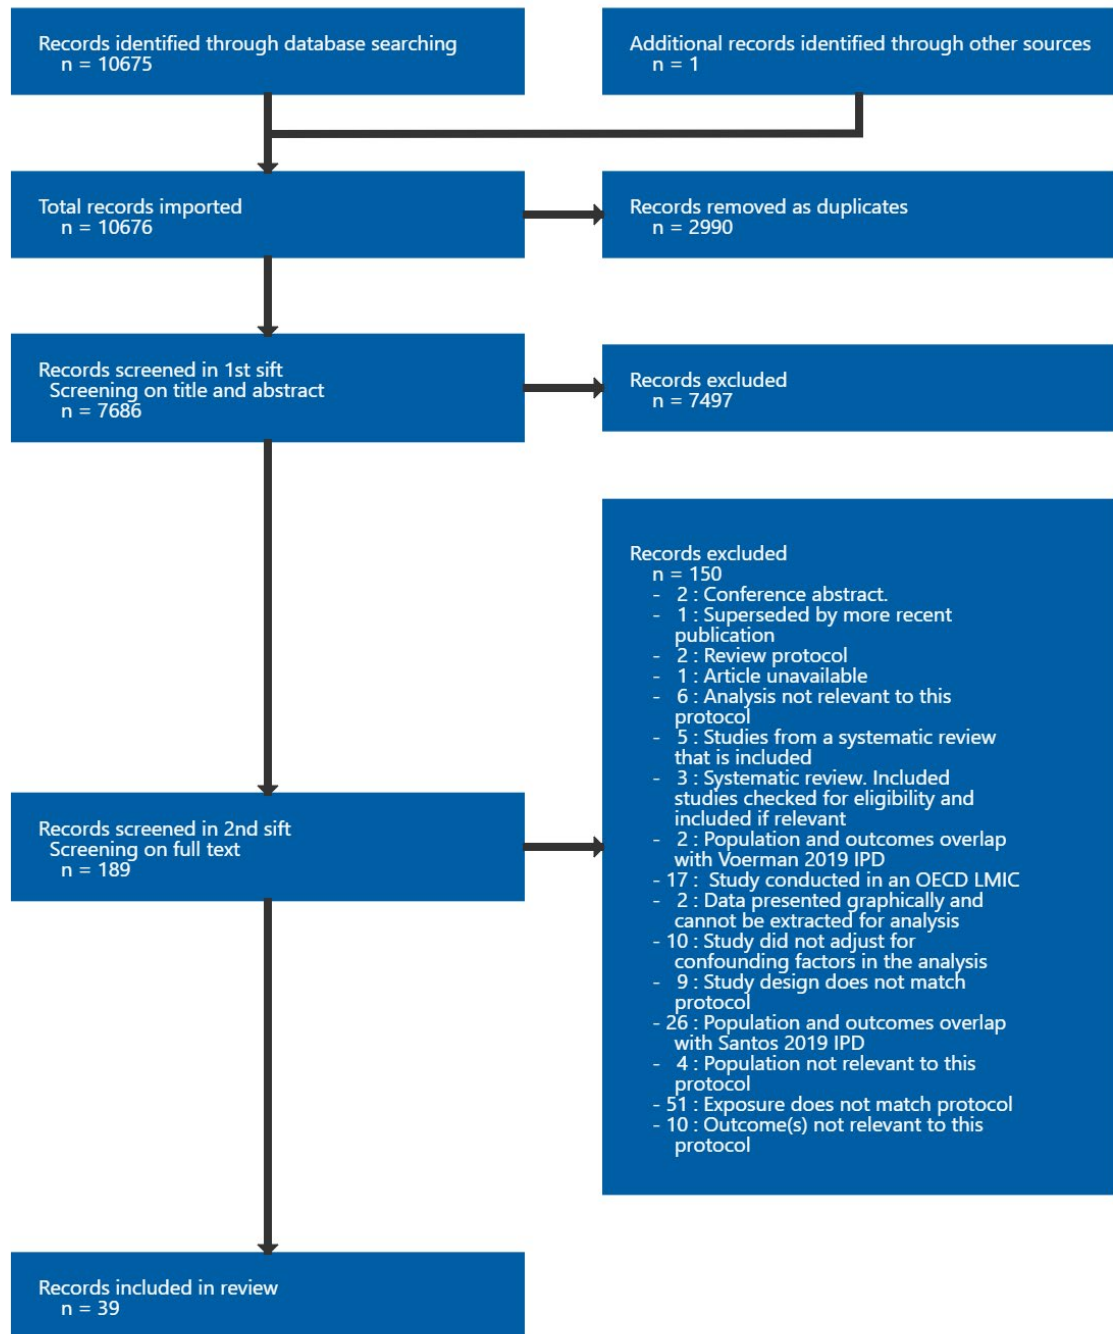 Records identified through database searching
n = 10675
Additional records identified through other sources
n = 1
Total records imported
n = 10676
Records removed as duplicates
n = 2990
Records screened in 1st sift
Screening on title and abstract
n = 7686
Records excluded
n = 7497
Records excluded
n = 150
- 2 : Conference abstract.
- 1 : Superseded by more recent
publication
- 2 : Review protocol
- 1 : Article unavailable
- 6 : Analysis not relevant to this
protocol
- 5 : Studies from a systematic review
that is included
- 3 : Systematic review. Included
studies checked for eligibility and
included if relevant
- 2 : Population and outcomes overlap
with Voerman 2019 IPD
- 17 : Study conducted in an OECD LMIC
- 2 : Data presented graphically and
cannot be extracted for analysis
- 10 : Study did not adjust for
confounding factors in the analysis
- 9 : Study design does not match
protocol
- 26 : Population and outcomes overlap
with Santos 2019 IPD
- 4 : Population not relevant to this
protocol
- 51 : Exposure does not match protocol
- 10 : Outcome(s) not relevant to this
protocol
Records screened in 2nd sift
Screening on full text
n = 189
Records included in review
n = 39